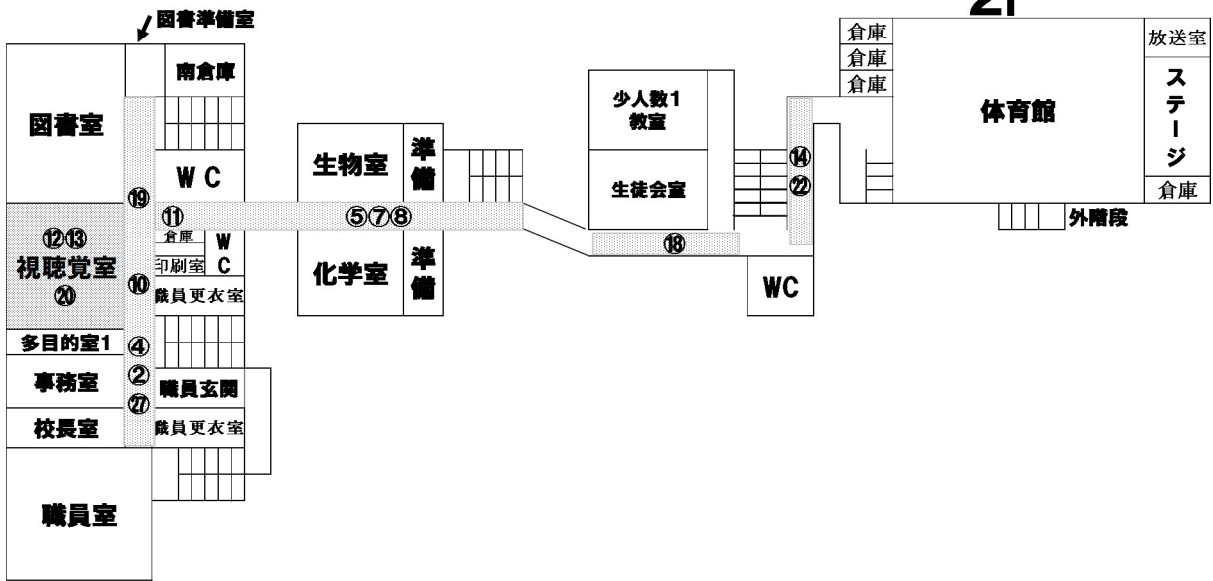 2F
図書準備室
南倉庫
図書室
WC
⑲
⑪
倉庫
WC
印刷室
⑫⑬
視聴覚室
⑳
⑩
職員更衣室
多目的室1
④
事務室
②
職員玄関
㉗
校長室
職員更衣室
職員室
生物室
準備
⑤⑦⑧
化学室
準備
少人数1
教室
生徒会室
⑱
WC
⑭
㉒
倉庫
倉庫
倉庫
体育館
放送室
ステージ
倉庫
外階段